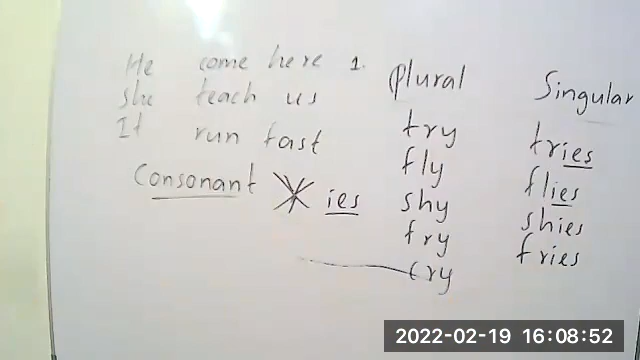 He come here 1.
She teach us
It run fast
Consonant y ies
Plural
try
fly
shy
fry
cry
Singular
tries
flies
shies
fries
2022-02-19 16:08:52